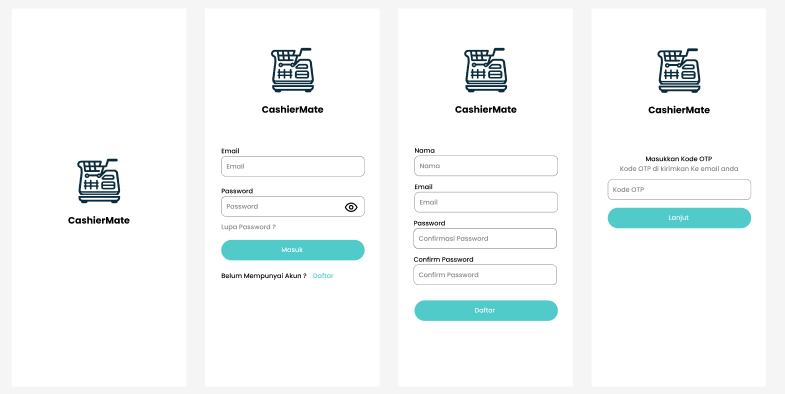 CashierMate
CashierMate
Email
Email
Password
Password
Lupa Password ?
Masuk
Belum Mempunyai Akun ? Daftar
CashierMate
Nama
Nama
Email
Email
Password
Confirmasi Password
Confirm Password
Confirm Password
Daftar
CashierMate
Masukkan Kode OTP
Kode OTP di kirimkan Ke email anda
Kode OTP
Lanjut